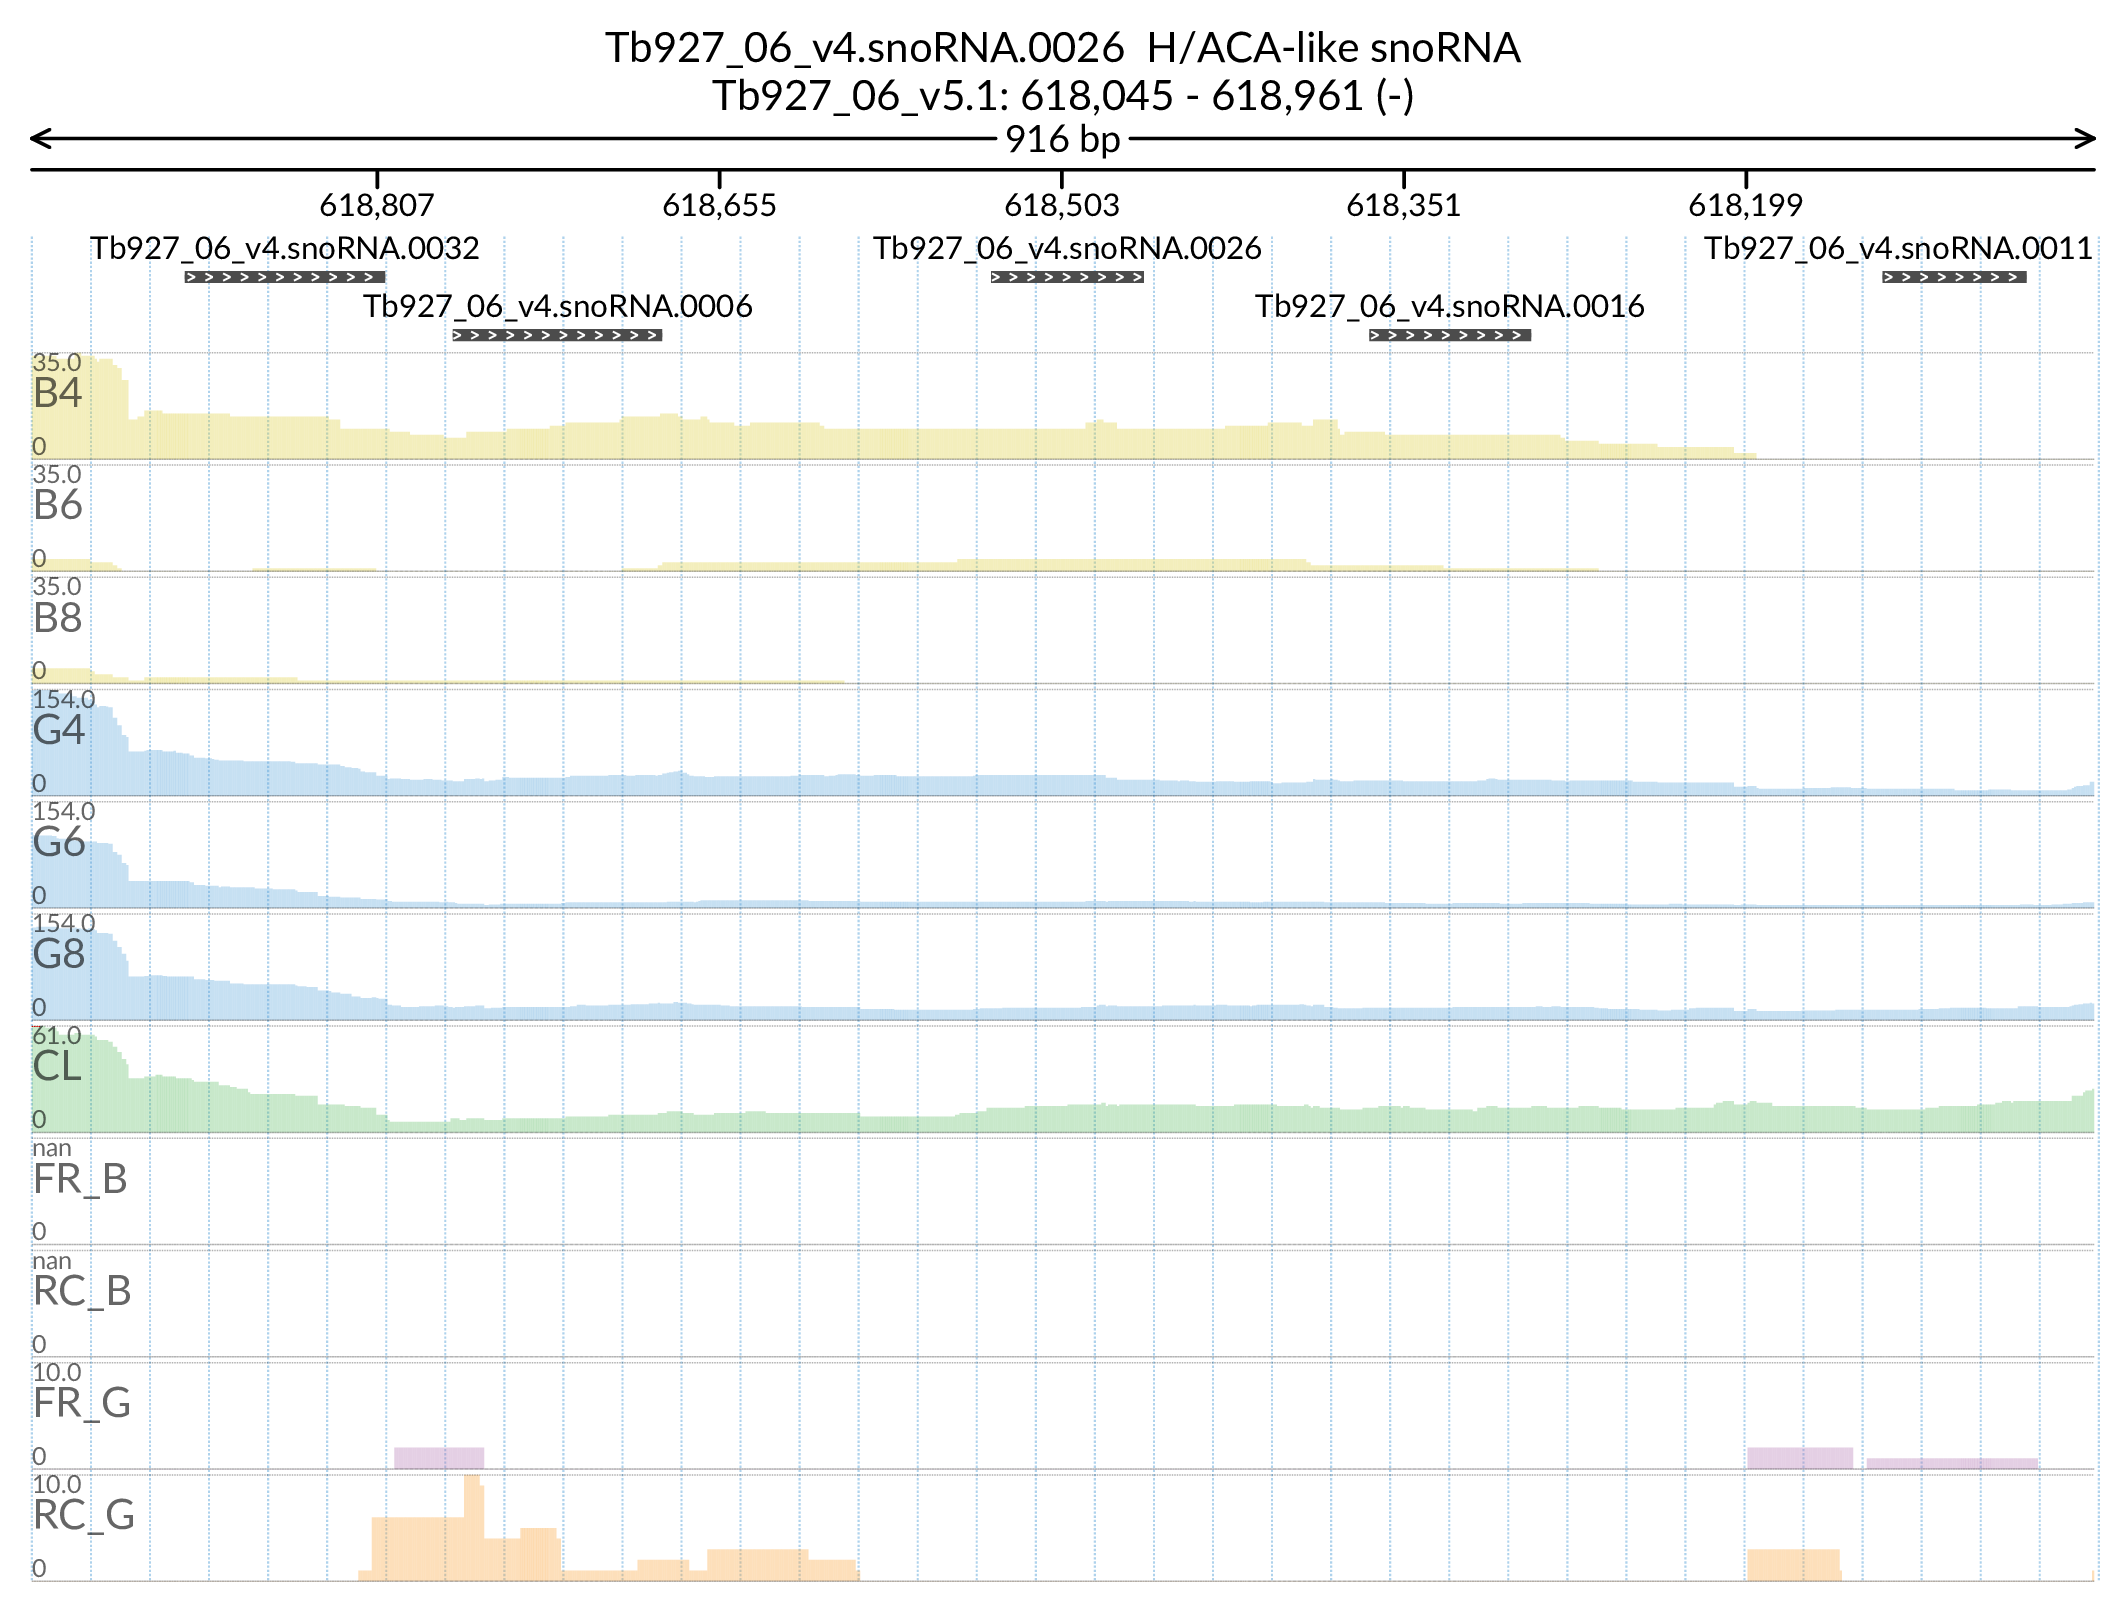 Tb927_06_v4.snoRNA.0026 H/ACA-like snoRNA
Tb927_06_v5.1: 618,045 - 618,961 (-)
916 bp
618,807 618,655 618,503 618,351 618,199
Tb927_06_v4.snoRNA.0032 Tb927_06_v4.snoRNA.0026 Tb927_06_v4.snoRNA.0011
Tb927_06_v4.snoRNA.0006 Tb927_06_v4.snoRNA.0016
35.0
B4
0
35.0
B6
0
35.0
B8
0
154.0
G4
0
154.0
G6
0
154.0
G8
0
61.0
CL
0
nan
FR_B
0
nan
RC_B
0
10.0
FR_G
0
10.0
RC_G
0